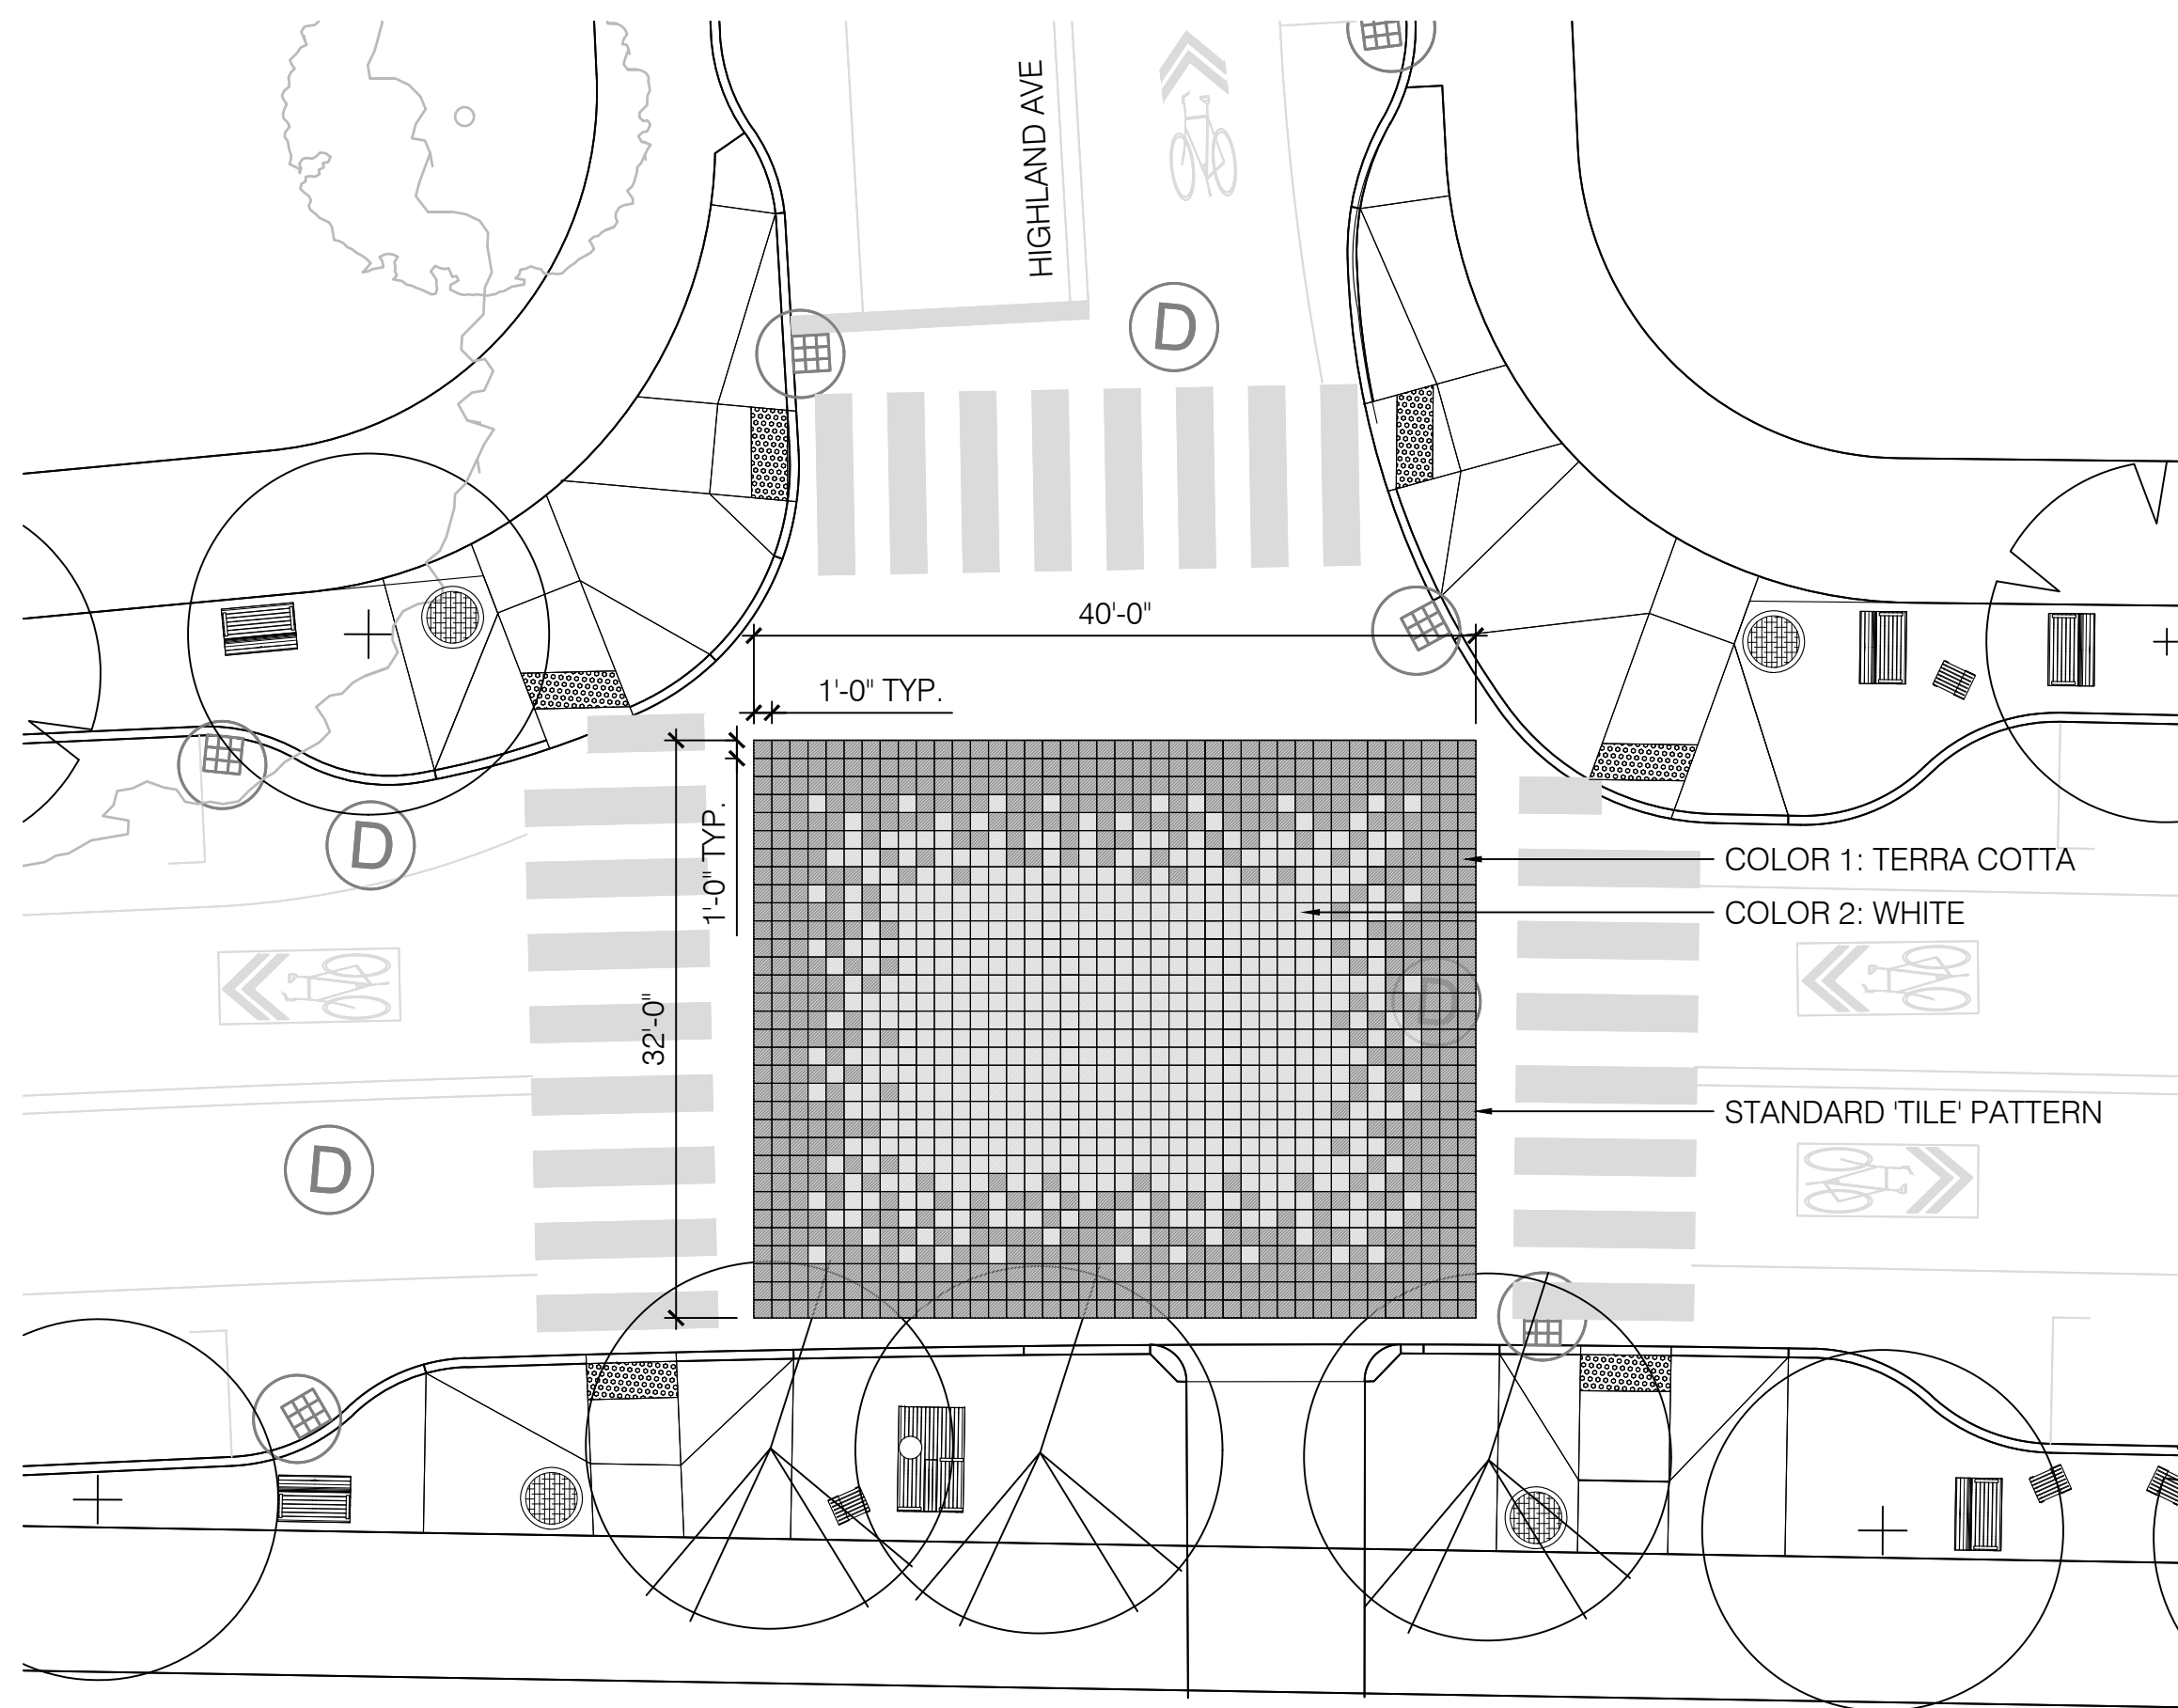 HIGHLAND AVE
D
40'-0"
1'-0" TYP.
1'-0" TYP.
D
COLOR 1: TERRA COTTA
COLOR 2: WHITE
D
32'-0"
STANDARD 'TILE' PATTERN
D